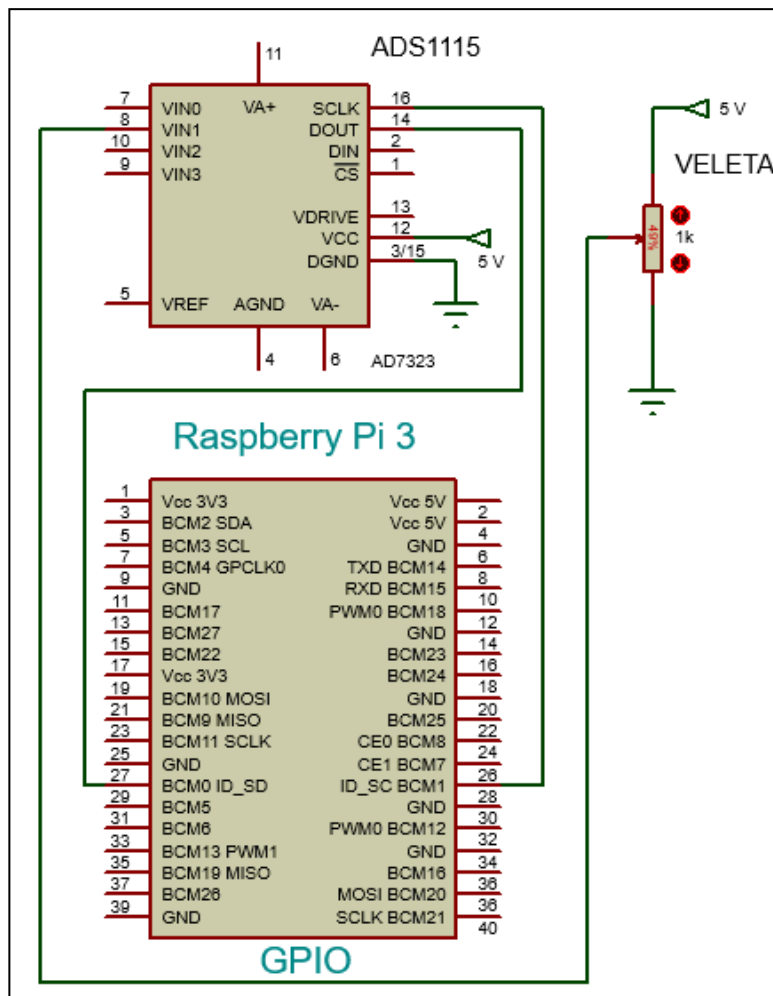 ADS1115
11
7 VIN0 VA+ SCLK 16
8 VIN1 DOUT 14
10 VIN2 DIN 2
9 VIN3 CS 1
VDRIVE 13
VCC 12
DGND 3/15
5 V
5 VREF AGND VA-
4 6 AD7323
5 V
VELETA
49%
1k
Raspberry Pi 3
1 Vcc 3V3 Vcc 5V 2
3 BCM2 SDA Vcc 5V 4
5 BCM3 SCL GND 6
7 BCM4 GPCLK0 TXD BCM14 8
9 GND RXD BCM15 10
11 BCM17 PWM0 BCM18 12
13 BCM27 GND 14
15 BCM22 BCM23 16
17 Vcc 3V3 BCM24 18
19 BCM10 MOSI GND 20
21 BCM9 MISO BCM25 22
23 BCM11 SCLK CE0 BCM8 24
25 GND CE1 BCM7 26
27 BCM0 ID_SD ID_SC BCM1 28
29 BCM5 GND 30
31 BCM6 PWM0 BCM12 32
33 BCM13 PWM1 GND 34
35 BCM19 MISO BCM16 36
37 BCM26 MOSI BCM20 36
39 GND SCLK BCM21 40
GPIO